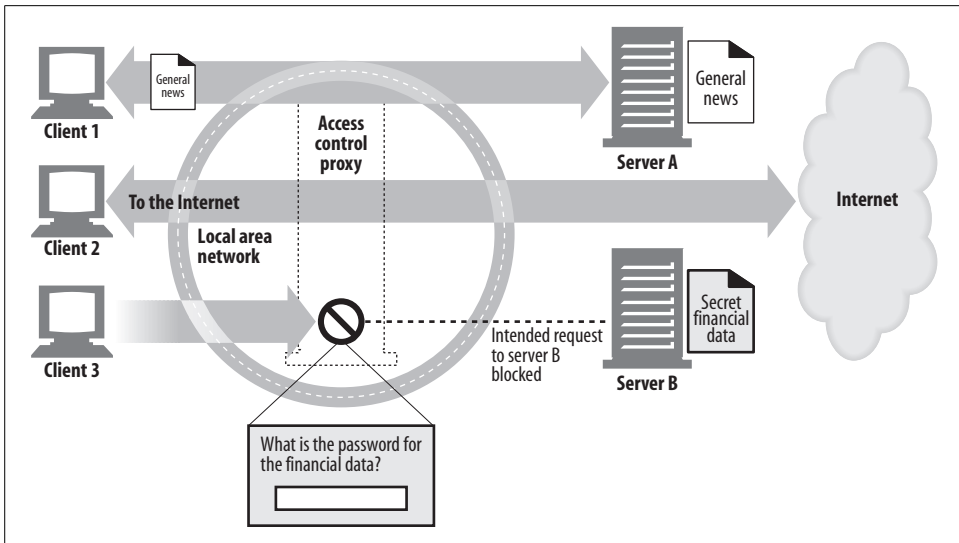 General
news
General
news
Client 1
Access
control
proxy
Server A
To the Internet
Internet
Client 2
Local area
network
Secret
financial
data
Intended request
to server B
blocked
Client 3
Server B
What is the password for
the financial data?